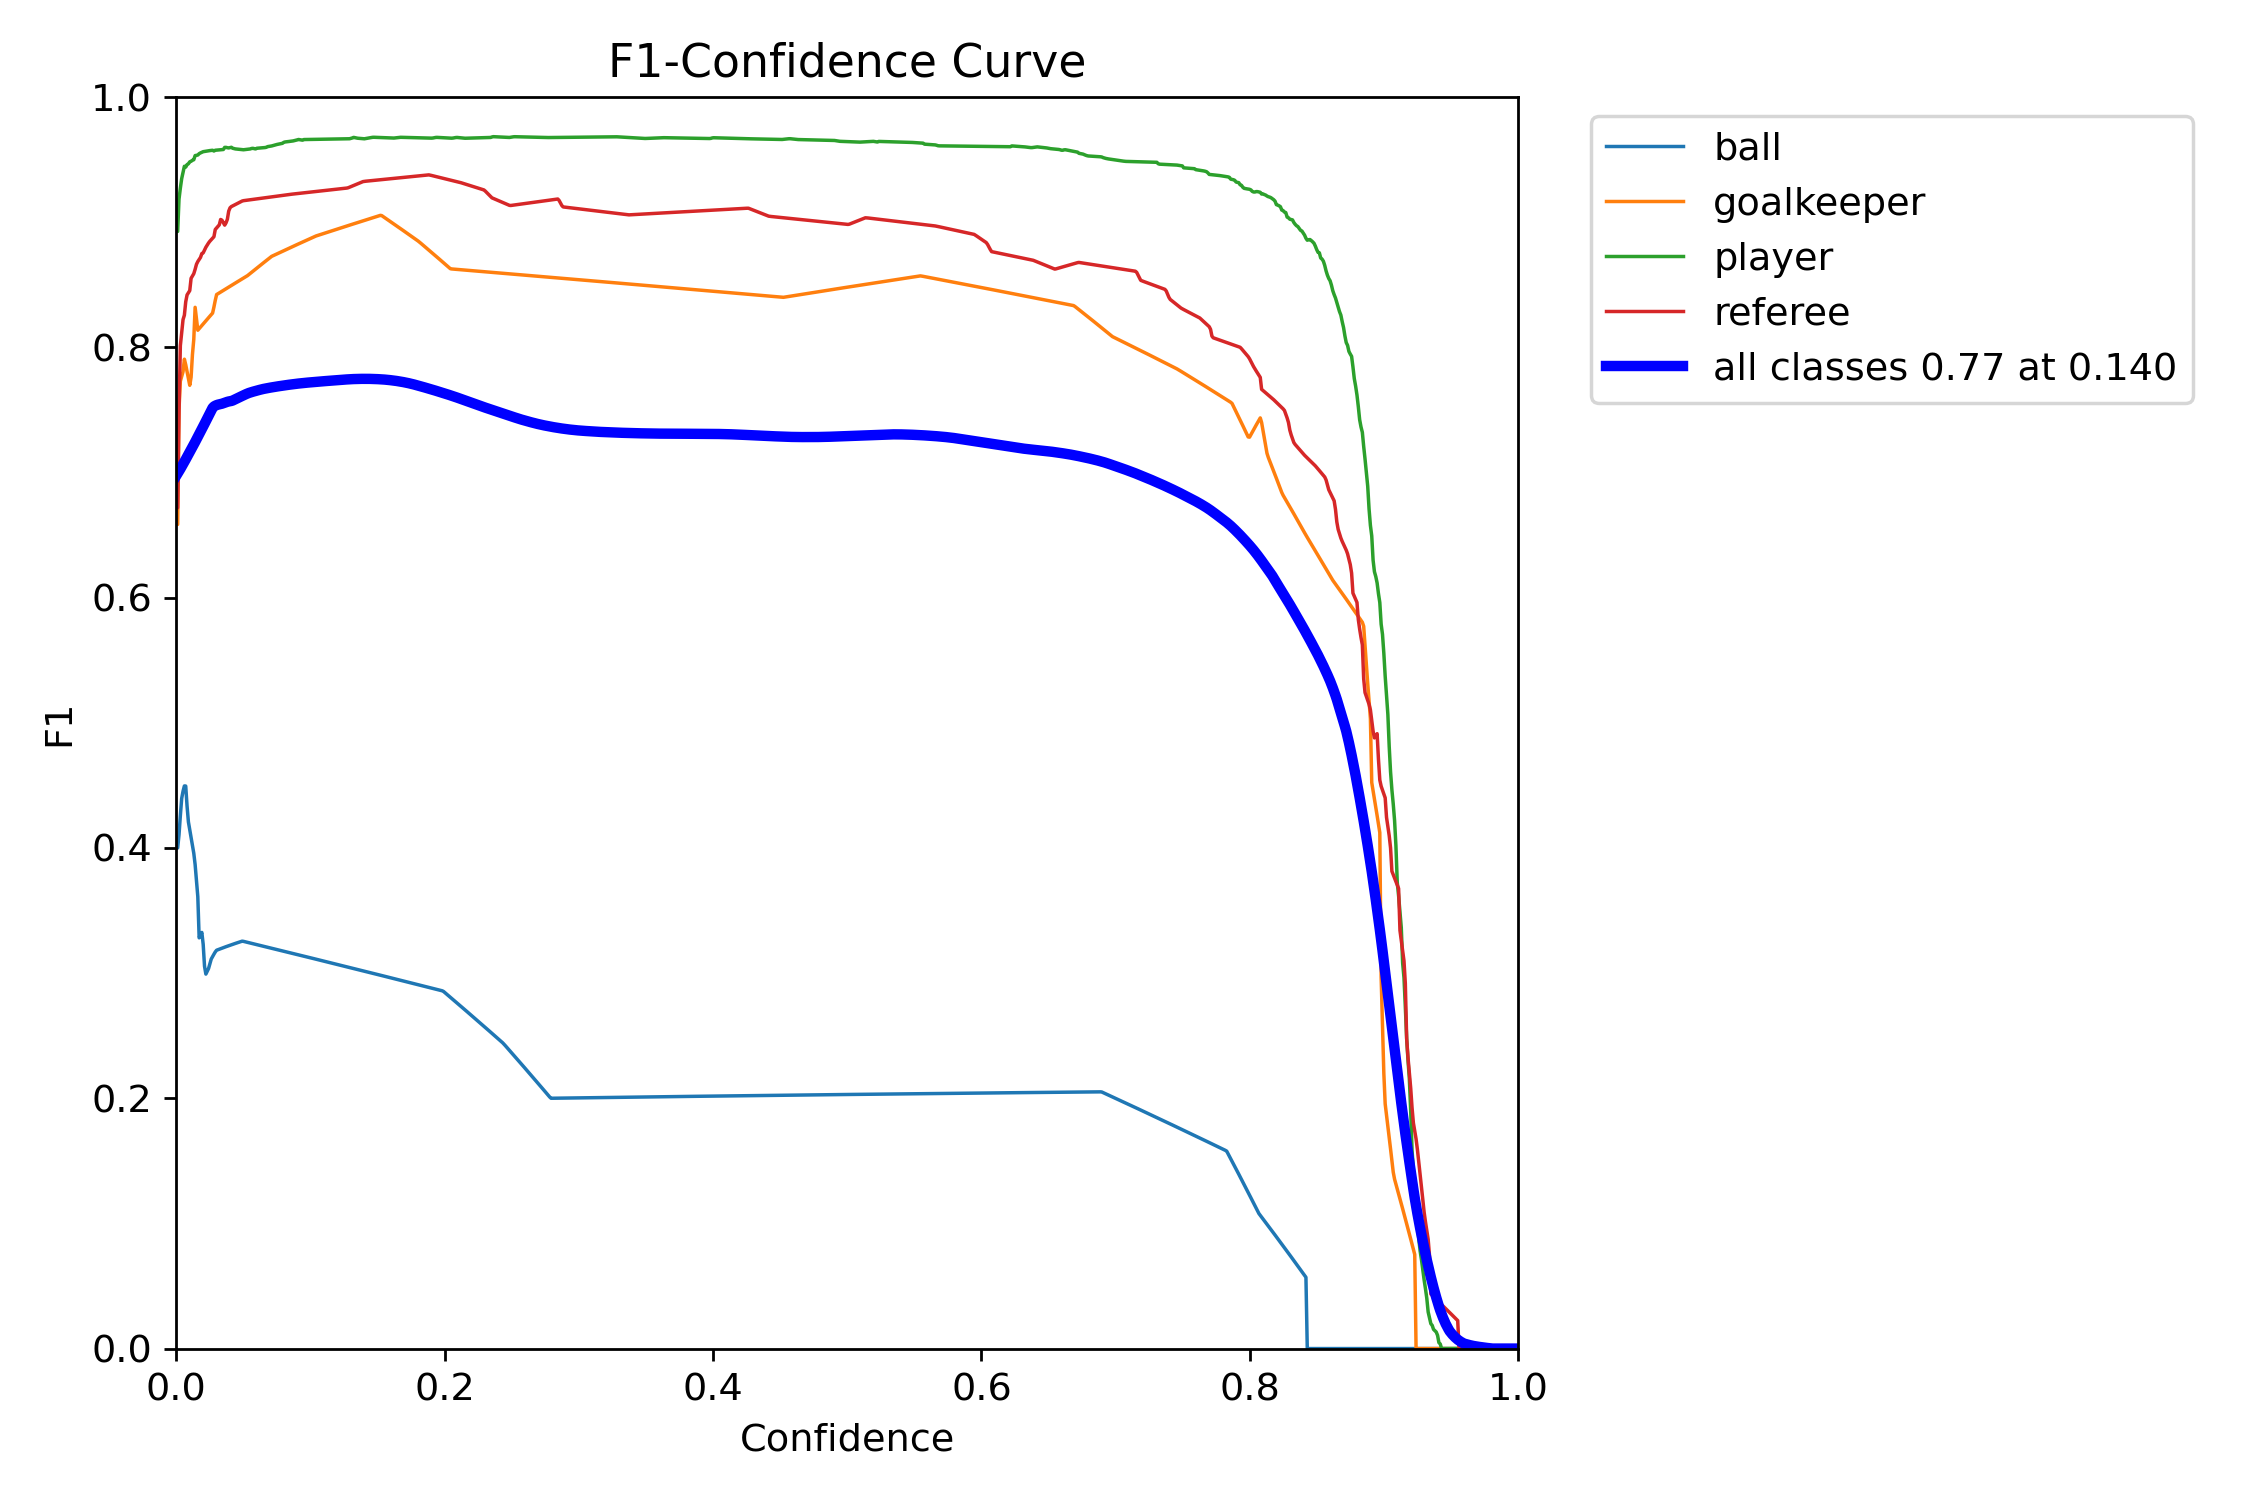 F1-Confidence Curve
1.0
0.8
0.6
0.4
0.2
0.0
F1
0.0 0.2 0.4 0.6 0.8 1.0
Confidence
ball
goalkeeper
player
referee
all classes 0.77 at 0.140